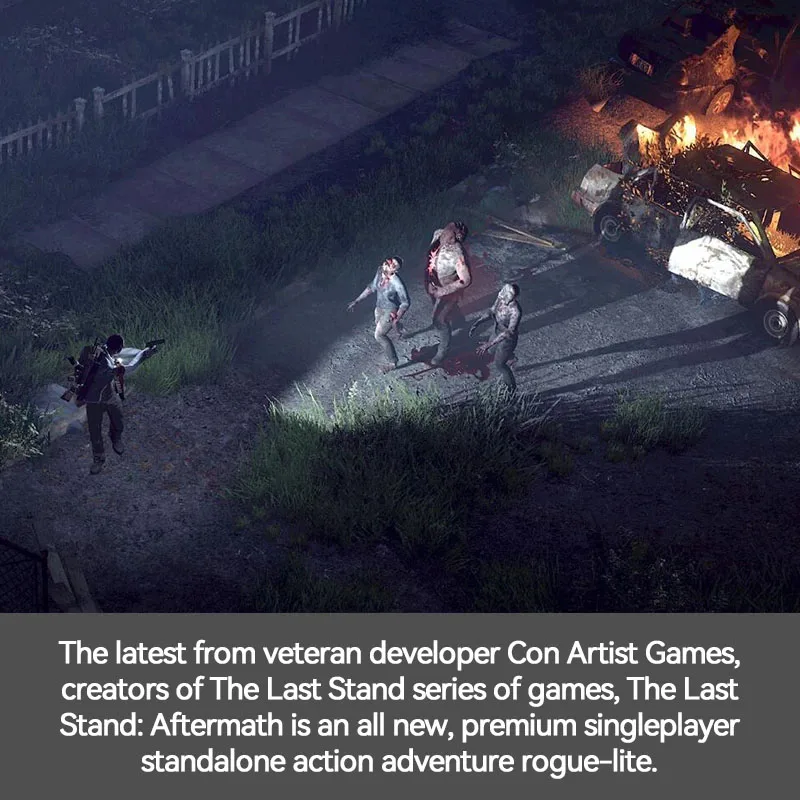 The latest from veteran developer Con Artist Games,
creators of The Last Stand series of games, The Last
Stand: Aftermath is an all new, premium singleplayer
standalone action adventure rogue-lite.